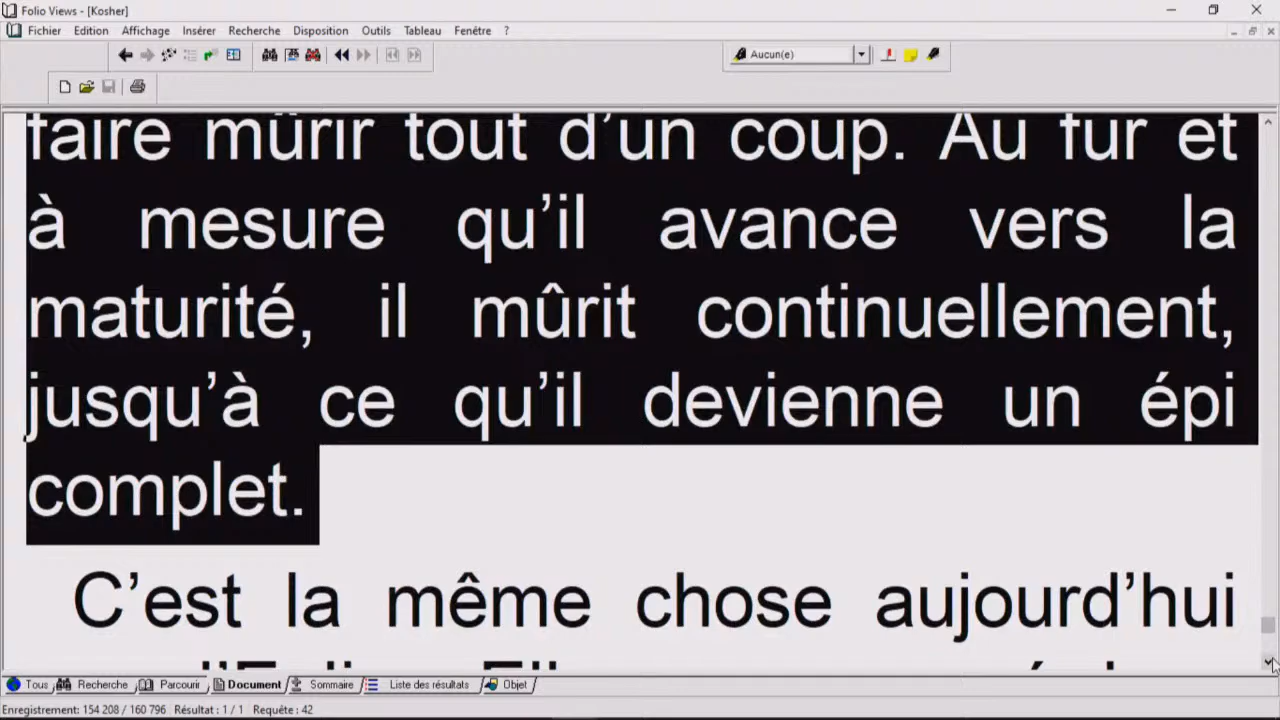 Folio Views - [Kosher]
Fichier Edition Affichage Insérer Recherche Disposition Outils Tableau Fenêtre ?
Aucun(e)
faire mûrir tout d’un coup. Au fur et
à mesure qu’il avance vers la
maturité, il mûrit continuellement,
jusqu’à ce qu’il devienne un épi
complet.
C’est la même chose aujourd’hui
Tous Recherche Parcourir Document Sommaire Liste des résultats Objet
Enregistrement: 154 208 / 160 796 Résultat : 1 / 1 Requête : 42